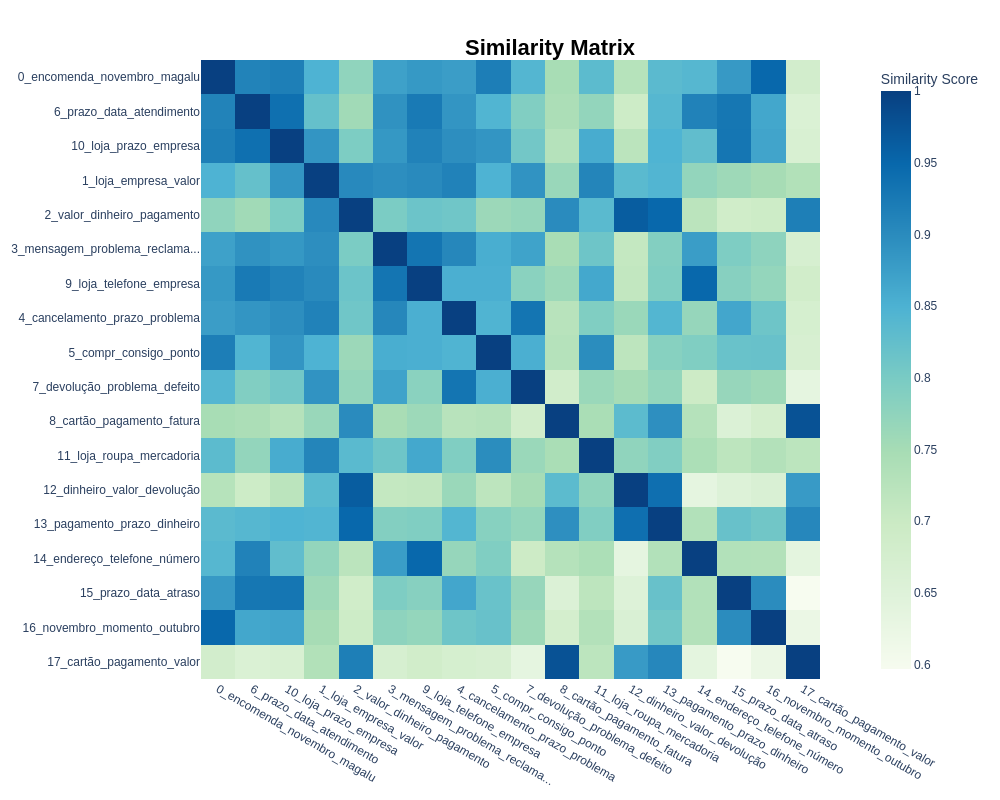 Similarity Matrix
Similarity Score
0_encomenda_novembro_magalu
6_prazo_data_atendimento
10_loja_prazo_empresa
1_loja_empresa_valor
2_valor_dinheiro_pagamento
3_mensagem_problema_reclama...
9_loja_telefone_empresa
4_cancelamento_prazo_problema
5_compr_consigo_ponto
7_devolução_problema_defeito
8_cartão_pagamento_fatura
11_loja_roupa_mercadoria
12_dinheiro_valor_devolução
13_pagamento_prazo_dinheiro
14_endereço_telefone_número
15_prazo_data_atraso
16_novembro_momento_outubro
17_cartão_pagamento_valor
1
0.95
0.9
0.85
0.8
0.75
0.7
0.65
0.6
0_encomenda_novembro_magalu
6_prazo_data_atendimento
10_loja_prazo_empresa
1_loja_empresa_valor
2_valor_dinheiro_pagamento
3_mensagem_problema_reclama...
9_loja_telefone_empresa
4_cancelamento_prazo_problema
5_compr_consigo_ponto
7_devolução_problema_defeito
8_cartão_pagamento_fatura
11_loja_roupa_mercadoria
12_dinheiro_valor_devolução
13_pagamento_prazo_dinheiro
14_endereço_telefone_número
15_prazo_data_atraso
16_novembro_momento_outubro
17_cartão_pagamento_valor